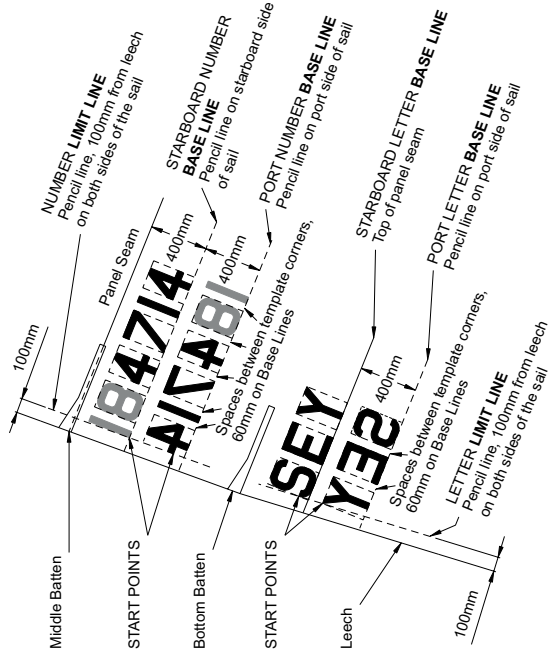 100mm
NUMBER LIMIT LINE
Pencil line, 100mm from leech
on both sides of the sail
Middle Batten
Panel Seam
400mm
184714
STARBOARD NUMBER
BASE LINE
Pencil line on starboard side
of sail
START POINTS
184714
400mm
PORT NUMBER BASE LINE
Pencil line on port side of sail
Spaces between template corners,
60mm on Base Lines
Bottom Batten
SEY
STARBOARD LETTER BASE LINE
Top of panel seam
START POINTS
SEY
400mm
PORT LETTER BASE LINE
Pencil line on port side of sail
Spaces between template corners,
60mm on Base Lines
Leech
LETTER LIMIT LINE
Pencil line, 100mm from leech
on both sides of the sail
100mm